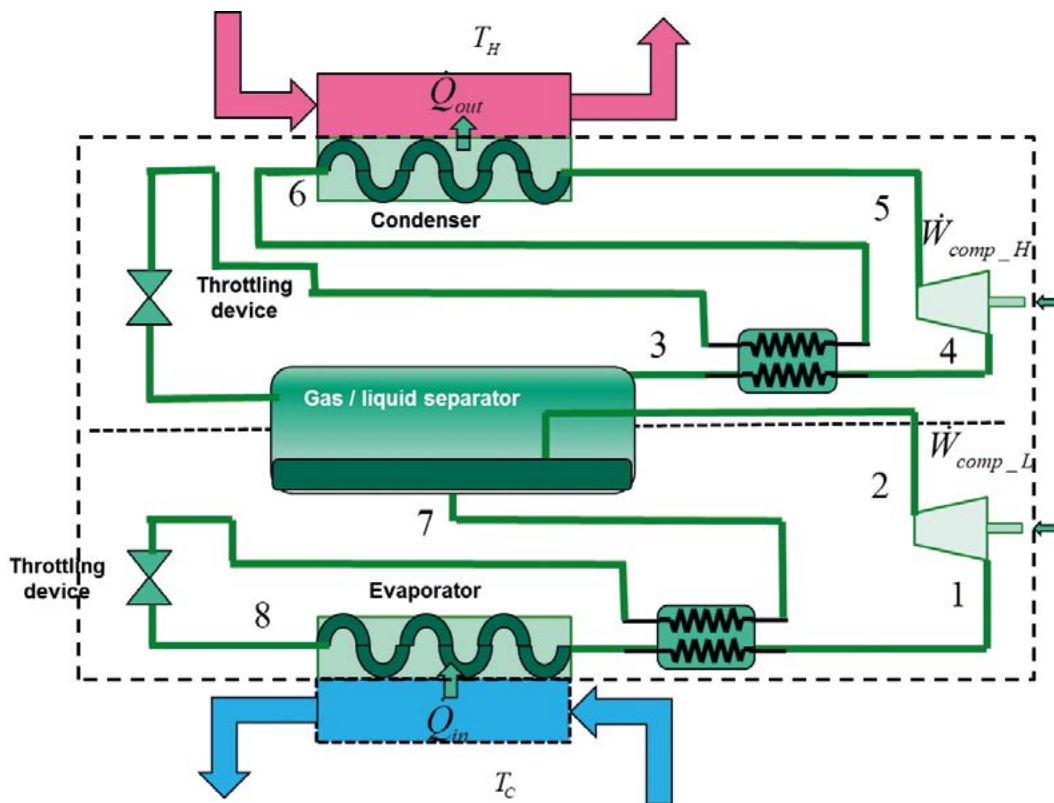 T_H
Q̇_out
6
Condenser
5
Ẇ_comp_H
Throttling
device
3
4
Gas / liquid separator
Ẇ_comp_L
2
7
Throttling
device
Evaporator
1
8
Q̇_in
T_C